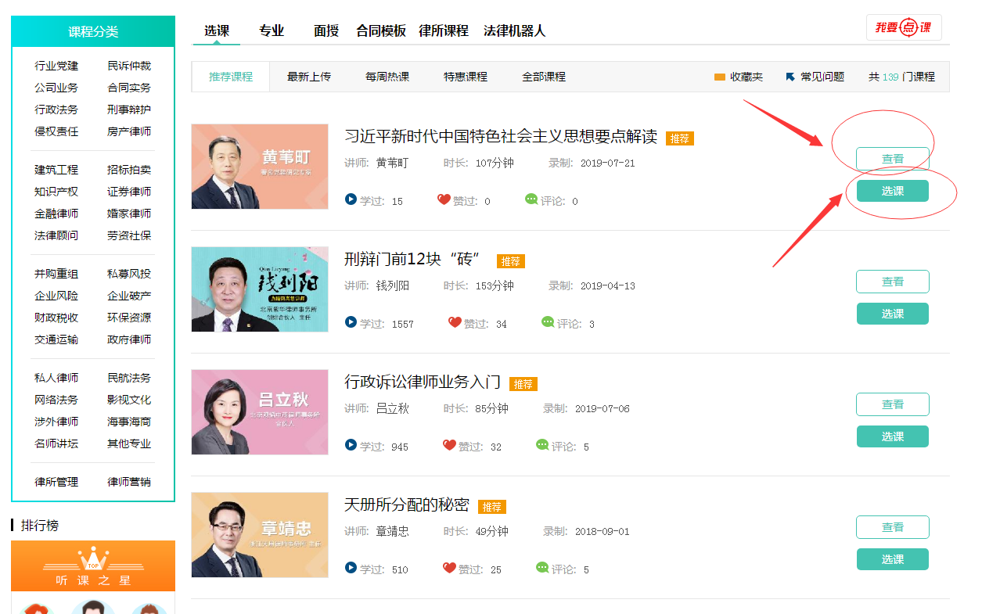 课程分类
行业党建 民诉仲裁
公司业务 合同实务
行政法务 刑事辩护
侵权责任 房产律师
建筑工程 招标拍卖
知识产权 证券律师
金融律师 婚家律师
法律顾问 劳资社保
并购重组 私募风投
企业风险 企业破产
财政税收 环保资源
交通运输 政府律师
私人律师 民航法务
网络法务 影视文化
涉外律师 海事海商
名师讲坛 其他专业
律所管理 律师营销
排行榜
TOP
听课之星
选课 专业 面授 合同模板 律所课程 法律机器人
我要点课
推荐课程 最新上传 每周热课 特惠课程 全部课程 收藏夹 常见问题 共 139 门课程
黄苇町
习近平新时代中国特色社会主义思想要点解读 推荐
讲师: 黄苇町 时长: 107分钟 录制: 2019-07-21
学过: 15 赞过: 0 评论: 0
查看
选课
Qian Lieyang
钱列阳
北京紫华律师事务所
创始合伙人 主任
刑辩门前12块“砖” 推荐
讲师: 钱列阳 时长: 153分钟 录制: 2019-04-13
学过: 1557 赞过: 34 评论: 3
查看
选课
吕立秋
合伙人
行政诉讼律师业务入门 推荐
讲师: 吕立秋 时长: 85分钟 录制: 2019-07-06
学过: 945 赞过: 32 评论: 5
查看
选课
章靖忠
天册所分配的秘密 推荐
讲师: 章靖忠 时长: 49分钟 录制: 2018-09-01
学过: 510 赞过: 25 评论: 5
查看
选课